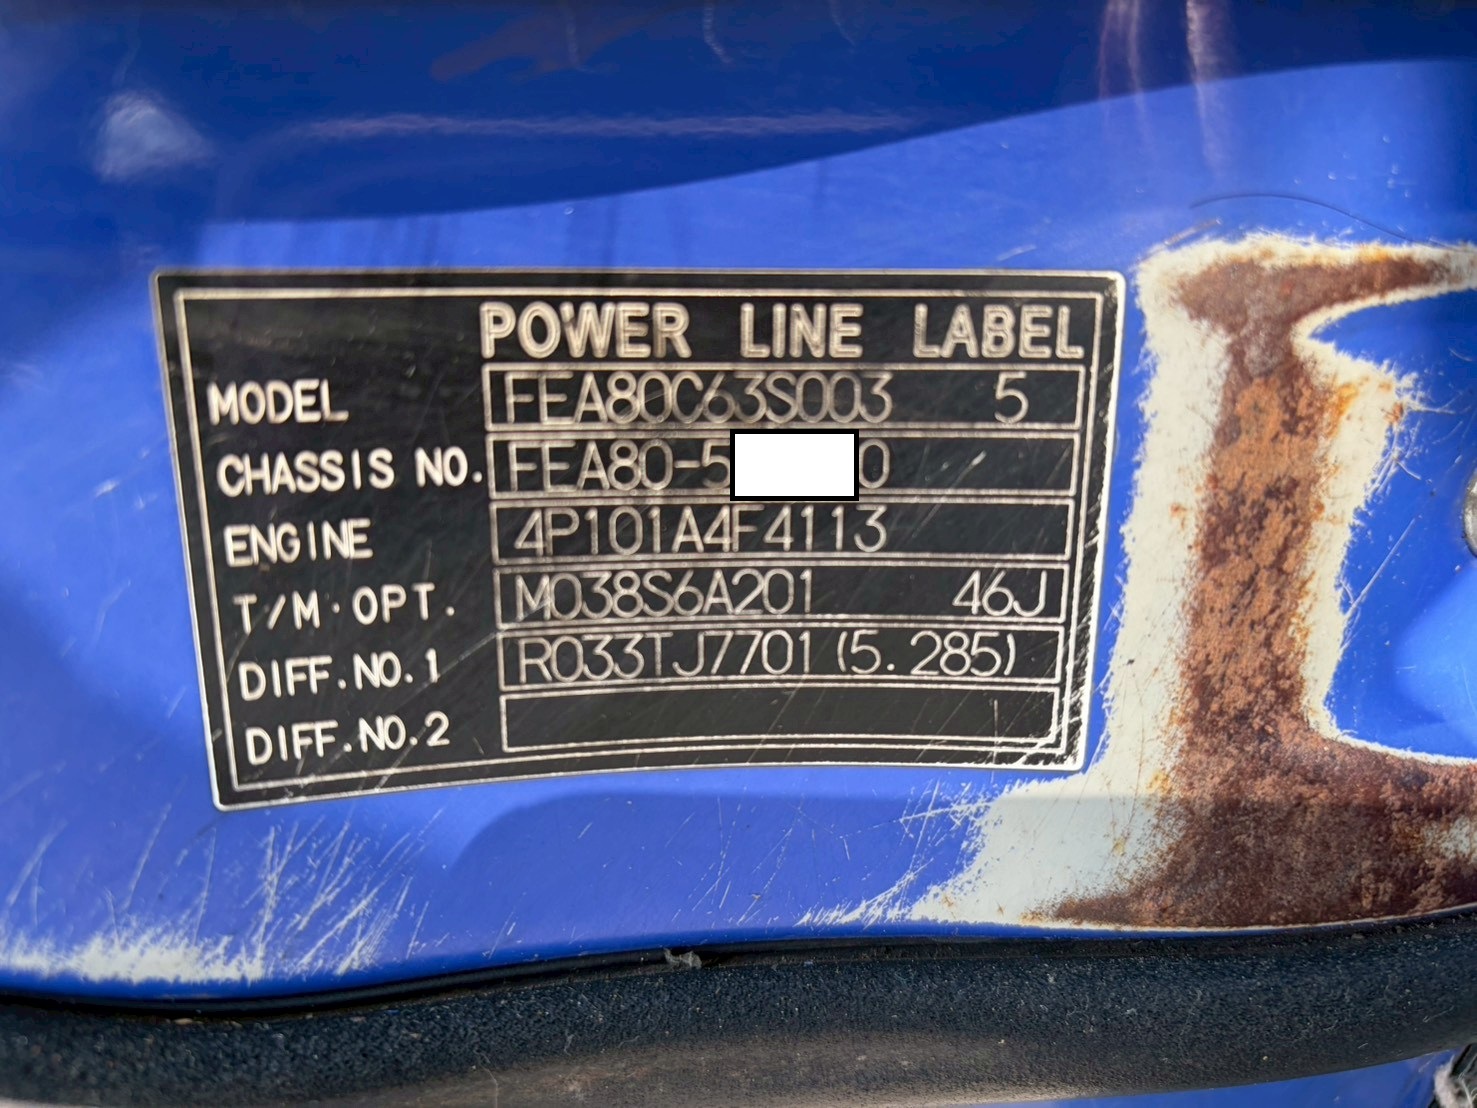 POWER LINE LABEL
MODEL FEA80C63S003 5
CHASSIS NO. FEA80-5 0
ENGINE 4P101A4F4113
T/M·OPT. M038S6A201 46J
DIFF.NO.1 R033TJ7701 (5.285)
DIFF.NO.2